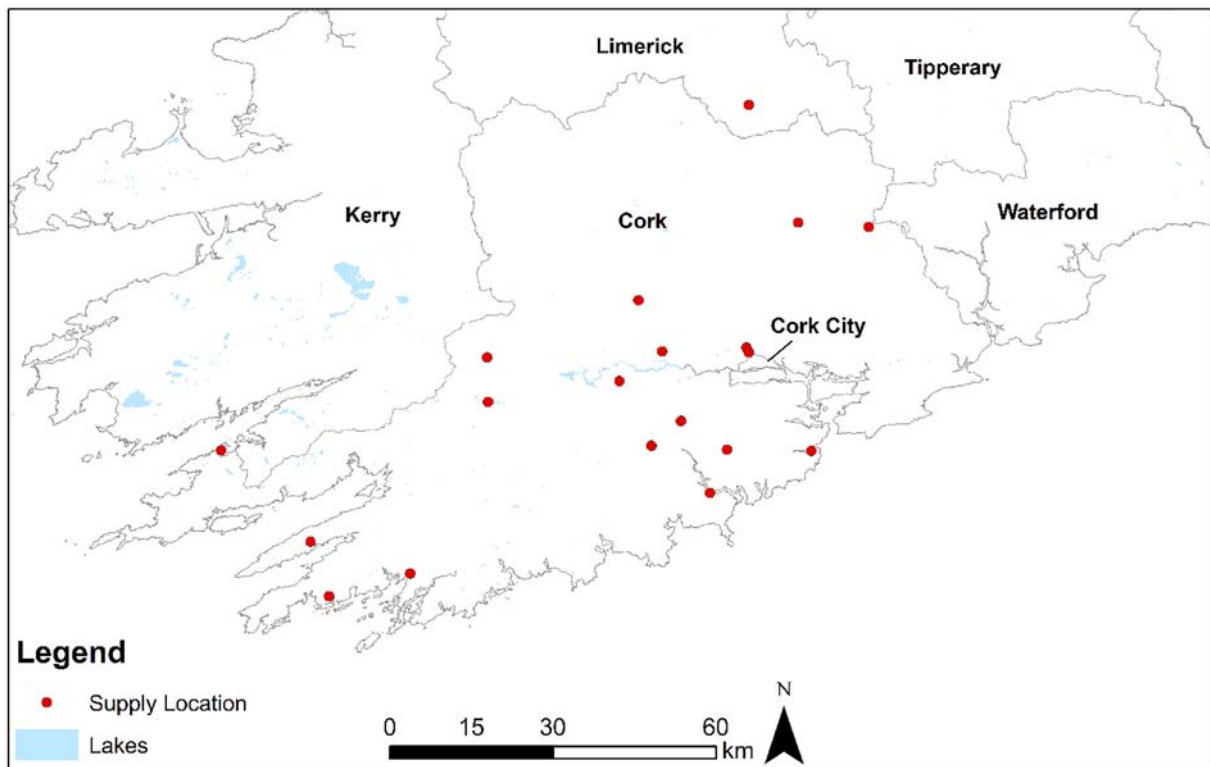 Limerick
Tipperary
Kerry
Cork
Waterford
Cork City
Legend
Supply Location
Lakes
0 15 30 60
km
N